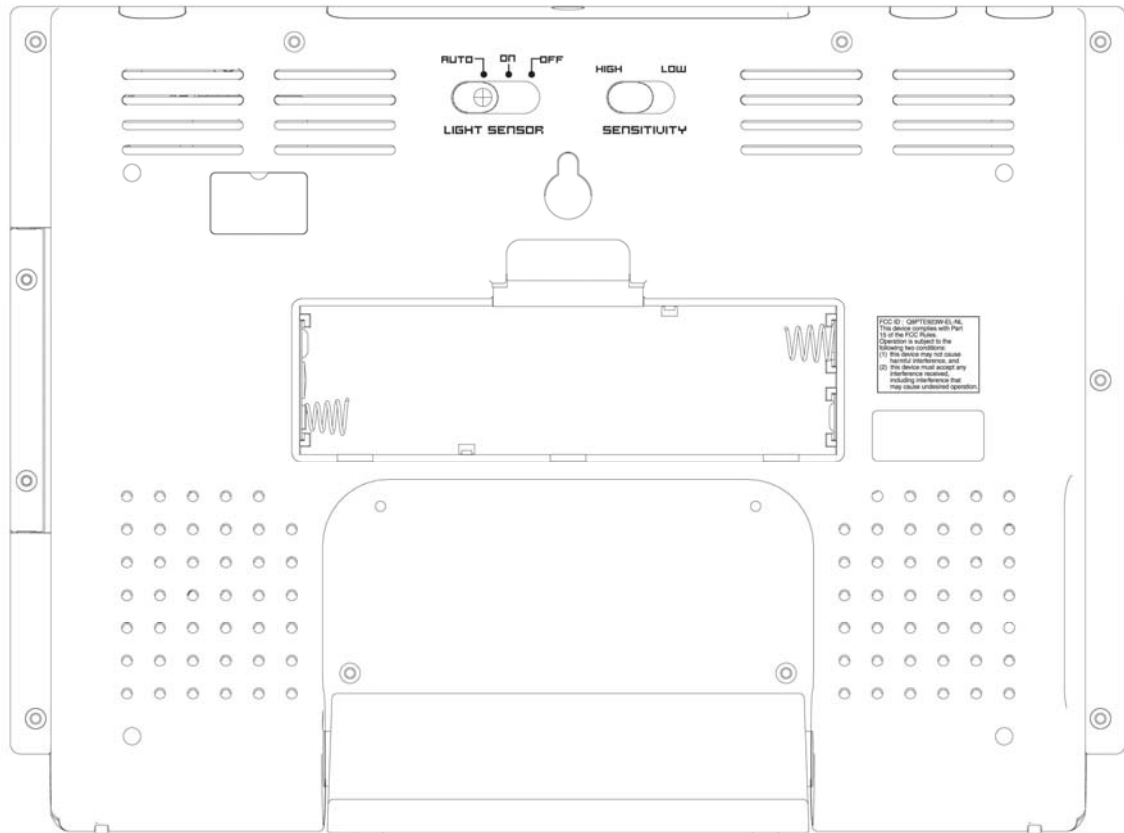 AUTO ON OFF
LIGHT SENSOR
HIGH LOW
SENSITIVITY
FCC ID : Q9PTE923W-EL-NL
This device complies with Part
15 of the FCC Rules.
Operation is subject to the
following two conditions:
(1) this device may not cause
harmful interference, and
(2) this device must accept any
interference received,
including interference that
may cause undesired operation.